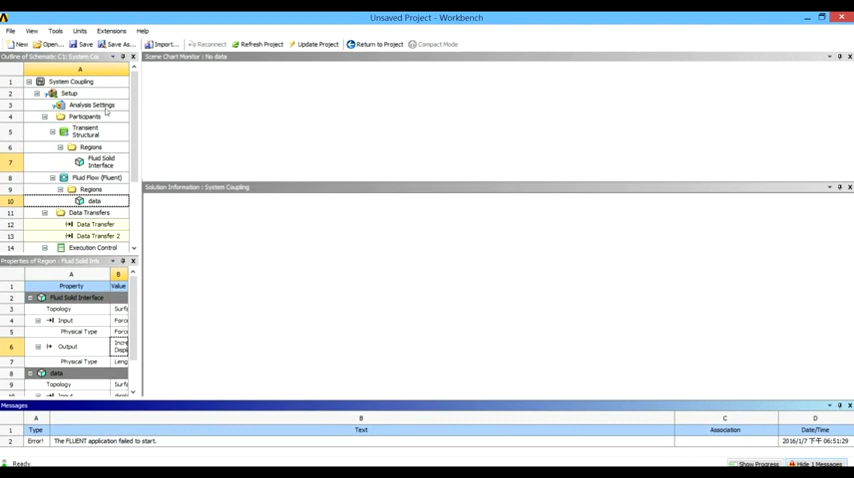 Unsaved Project - Workbench
File View Tools Units Extensions Help
New Open... Save Save As... Import... Reconnect Refresh Project Update Project Return to Project Compact Mode
Outline of Schematic C1: System Cou
Scene Chart Monitor : No data
A
1 System Coupling
2 Setup
3 Analysis Settings
4 Participants
5 Transient Structural
6 Regions
7 Fluid Solid Interface
8 Fluid Flow (Fluent)
9 Regions
10 data
11 Data Transfers
12 Data Transfer
13 Data Transfer 2
14 Execution Control
Solution Information : System Coupling
Properties of Region : Fluid Solid Inte
A B
1 Property Value
2 Fluid Solid Interface
3 Topology Surfa
4 Input Force
5 Physical Type Force
6 Output Incre Displ
7 Physical Type Leng
8 data
9 Topology Surfa
Input displ
Messages
A B C D
1 Type Text Association Date/Time
2 Error! The FLUENT application failed to start. 2016/1/7 下午 06:51:29
Ready
Show Progress Hide 1 Messages